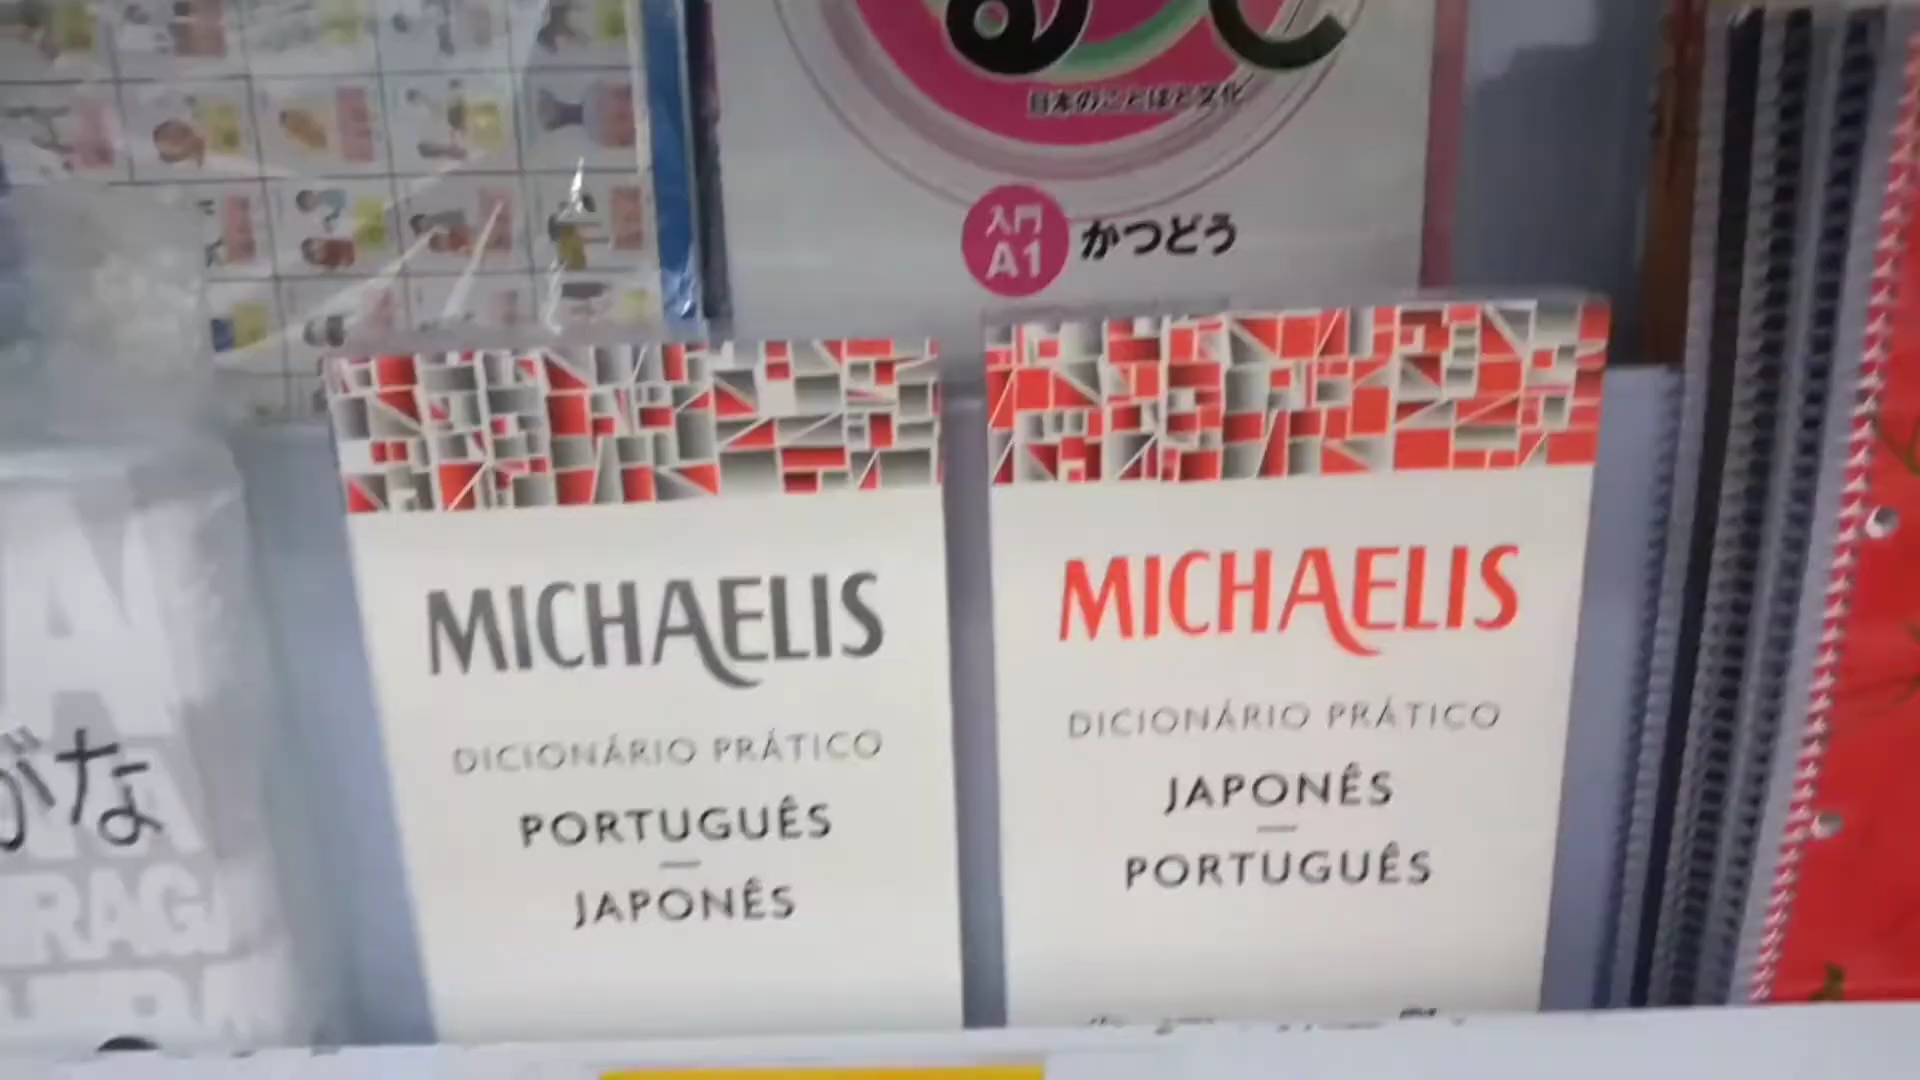 日本のことばと文化
入門
A1
かつどう
MICHAELIS
DICIONÁRIO PRÁTICO
PORTUGUÊS
—
JAPONÊS
MICHAELIS
DICIONÁRIO PRÁTICO
JAPONÊS
—
PORTUGUÊS
がな